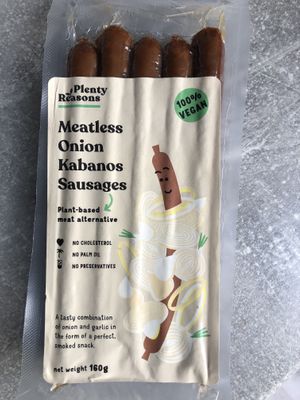 Plenty
Reasons
100%
VEGAN
Meatless
Onion
Kabanos
Sausages
Plant-based
meat alternative
NO CHOLESTEROL
NO PALM OIL
NO PRESERVATIVES
A tasty combination
of onion and garlic in
the form of a perfect,
smoked snack.
net weight 160g